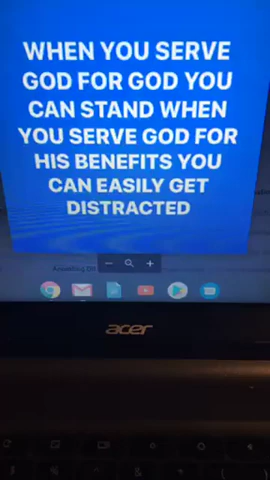 WHEN YOU SERVE
GOD FOR GOD YOU
CAN STAND WHEN
YOU SERVE GOD FOR
HIS BENEFITS YOU
CAN EASILY GET
DISTRACTED
acer